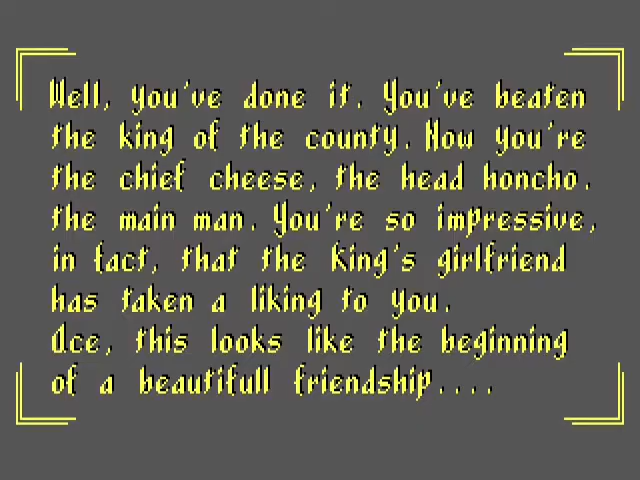 Well, you've done it. You've beaten
the king of the county. Now you're
the chief cheese, the head honcho.
the main man. You're so impressive,
in fact, that the King's girlfriend
has taken a liking to you.
Ace, this looks like the beginning
of a beautifull friendship....